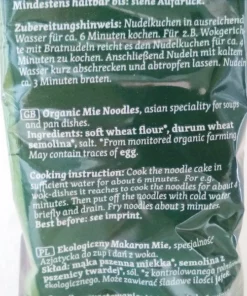 Mindestens haltbar bis: siehe Aufdruck.
Zubereitungshinweis: Nudelkuchen in ausreichend
Wasser für ca. 6 Minuten kochen. Für z.B. Wokgerichte
mit Bratnudeln reicht es den Nudelkuchen für ca.
zu kochen. Anschließend Nudeln mit kaltem
Wasser kurz abschrecken und abtropfen lassen. Nudeln
ca. 3 Minuten braten.
GB Organic Mie Noodles, asian speciality for soups
and pan dishes.
Ingredients: soft wheat flour*, durum wheat
semolina*, salt. *From monitored organic farming
May contain traces of egg.
Cooking instruction: Cook the noodle cake in
sufficient water for about 6 minutes. For e.g.
wok-dishes it reaches to cook the noodles for about
4 minutes. Then put off the noodles with cold water
briefly and drain. Fry noodles about 3 minutes.
Best before: see imprint.
PL Ekologiczny Makaron Mie, specjalność
Azjatycka do zup i dań z woka.
Skład: mąka pszenna miękka*, semolina z
pszenicy twardej*, sól. *z kontrolowanego
ekologicznego. Może zawierać śladowe ilości